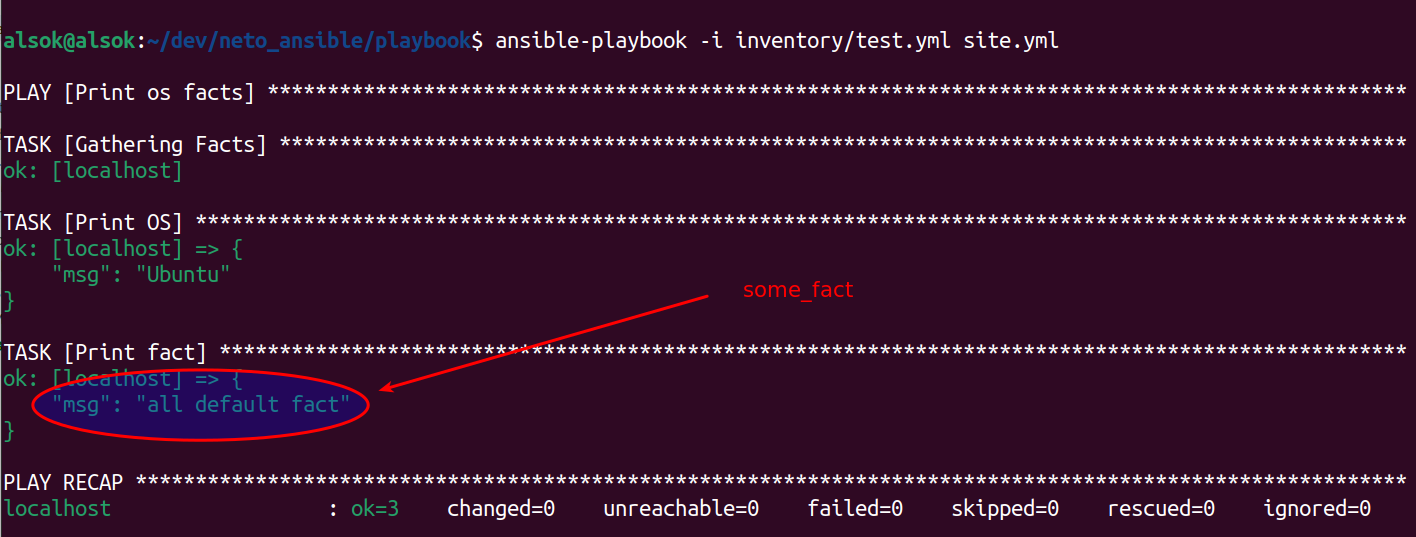 alsok@alsok:~/dev/neto_ansible/playbook$ ansible-playbook -i inventory/test.yml site.yml
PLAY [Print os facts] ***********************************************************************************************
TASK [Gathering Facts] **********************************************************************************************
ok: [localhost]
TASK [Print OS] *****************************************************************************************************
ok: [localhost] => {
    "msg": "Ubuntu"
}
some_fact
TASK [Print fact] ***************************************************************************************************
ok: [localhost] => {
    "msg": "all default fact"
}
PLAY RECAP **********************************************************************************************************
localhost                  : ok=3    changed=0    unreachable=0    failed=0    skipped=0    rescued=0    ignored=0